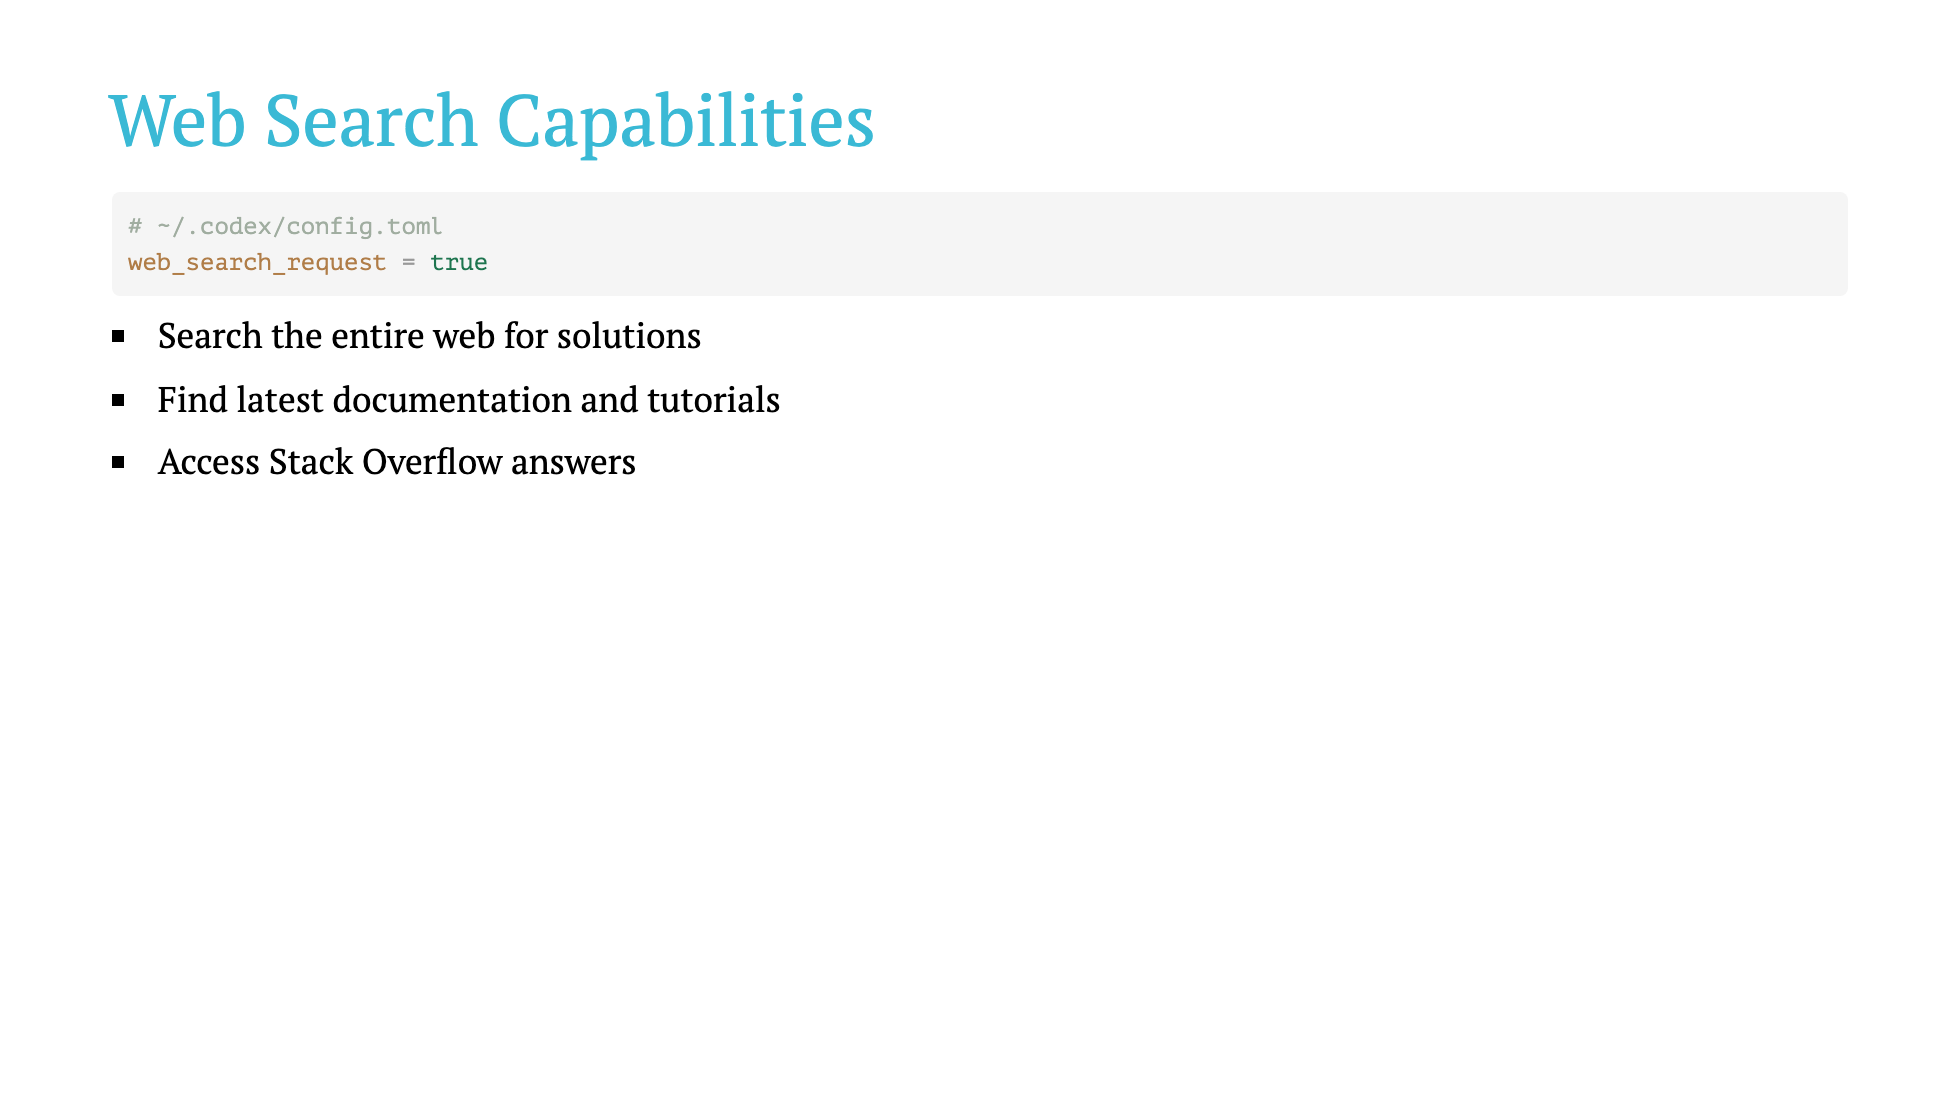 Web Search Capabilities
# ~/.codex/config.toml
web_search_request = true
▪ Search the entire web for solutions
▪ Find latest documentation and tutorials
▪ Access Stack Overflow answers